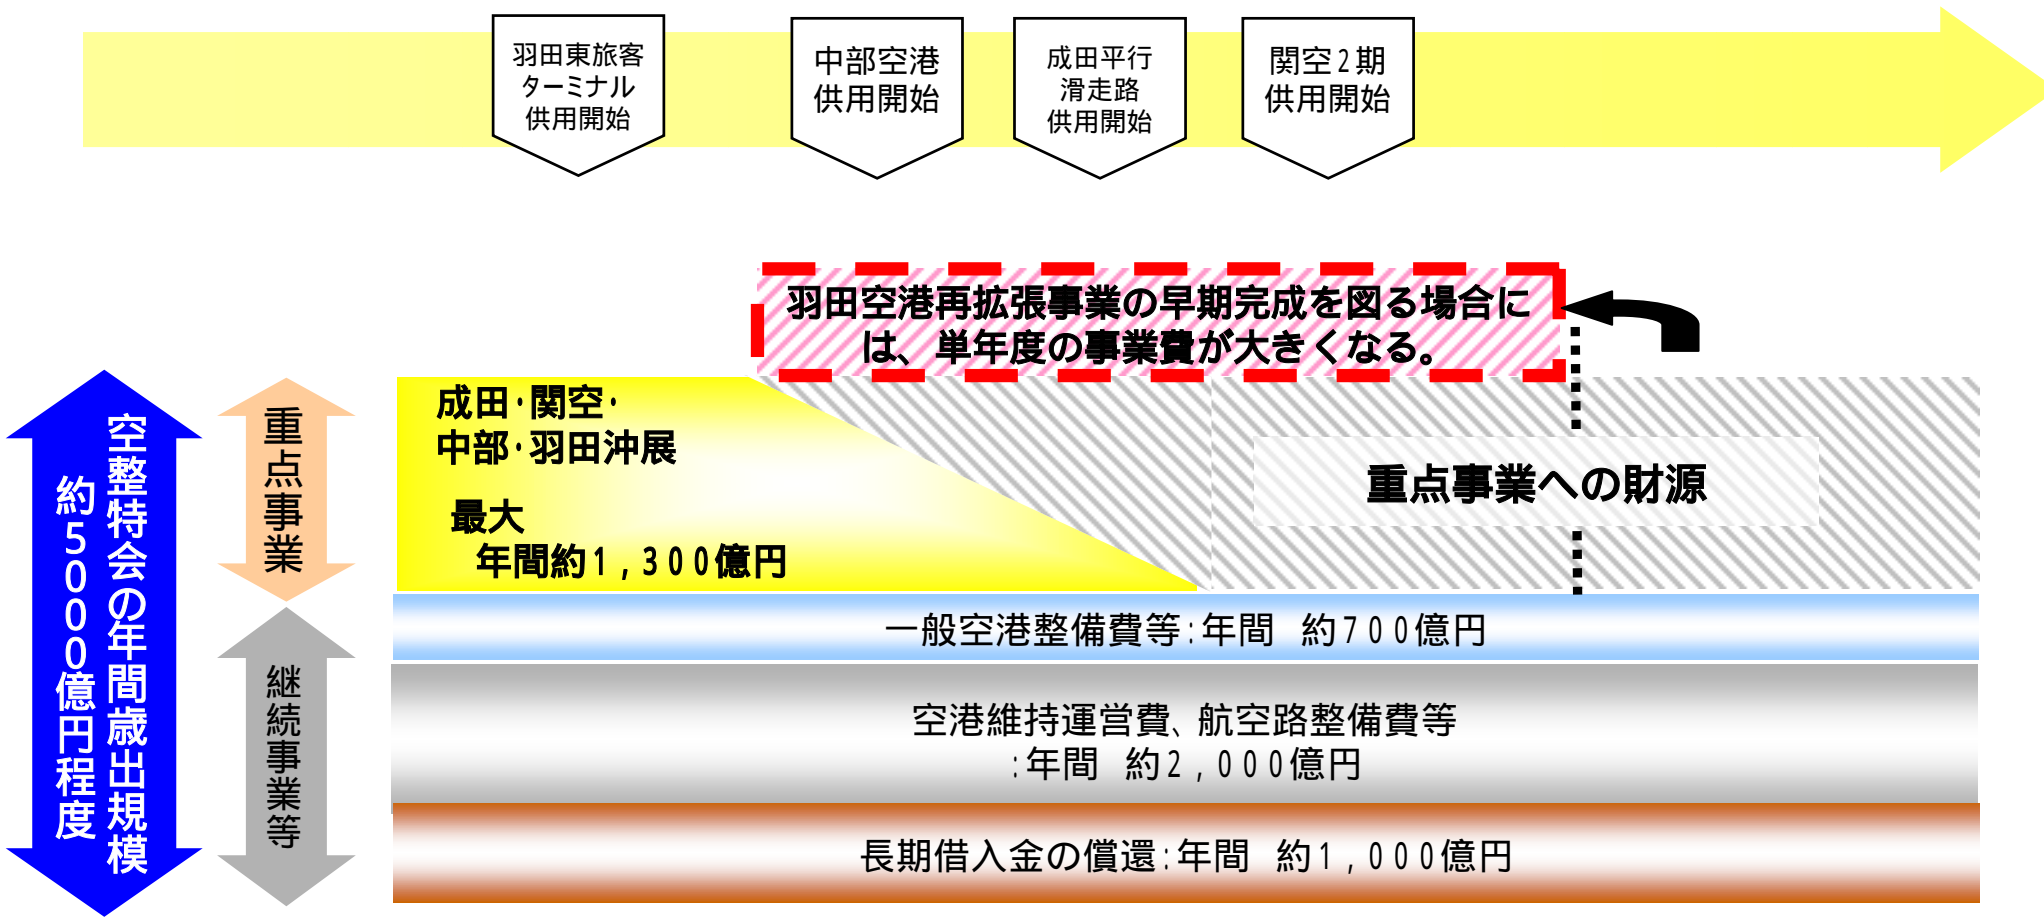 羽田東旅客
ターミナル
供用開始
中部空港
供用開始
成田平行
滑走路
供用開始
関空2期
供用開始
羽田空港再拡張事業の早期完成を図る場合に
は、単年度の事業費が大きくなる。
空整特会の年間歳出規模
約5000億円程度
重点事業
継続事業等
成田・関空・
中部・羽田沖展
最大
年間約1,300億円
重点事業への財源
一般空港整備費等:年間 約700億円
空港維持運営費、航空路整備費等
:年間 約2,000億円
長期借入金の償還:年間 約1,000億円